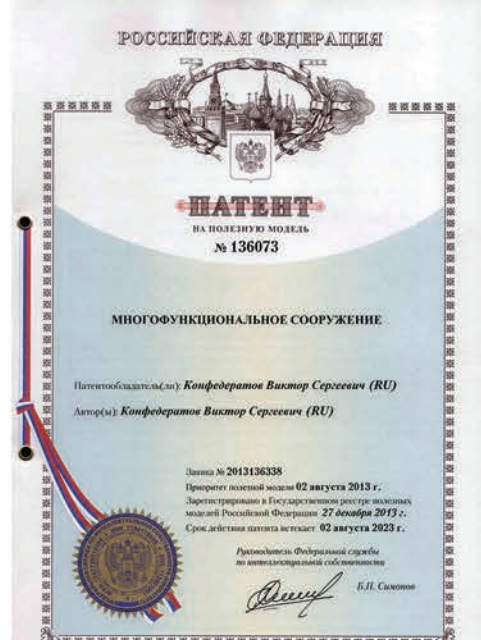 РОССИЙСКАЯ ФЕДЕРАЦИЯ
ПАТЕНТ
НА ПОЛЕЗНУЮ МОДЕЛЬ
№ 136073
МНОГОФУНКЦИОНАЛЬНОЕ СООРУЖЕНИЕ
Патентообладатель(ли): Конфедератов Виктор Сергеевич (RU)
Автор(ы): Конфедератов Виктор Сергеевич (RU)
Заявка № 2013136338
Приоритет полезной модели 02 августа 2013 г.
Зарегистрировано в Государственном реестре полезных
моделей Российской Федерации 27 декабря 2013 г.
Срок действия патента истекает 02 августа 2023 г.
Руководитель Федеральной службы
по интеллектуальной собственности
Б.П. Симонов